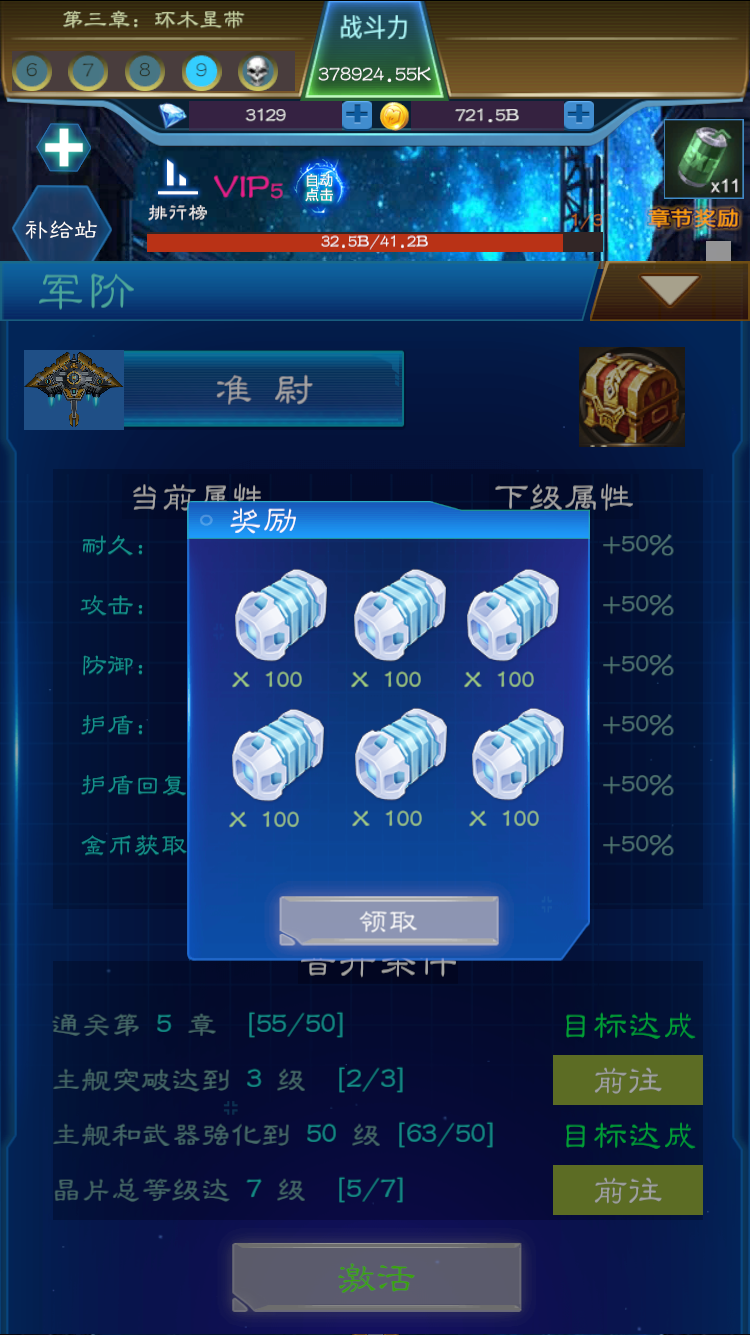 第三章：环木星带
战斗力
6 7 8 9
378924.55K
3129
721.5B
补给站
排行榜
VIP5
自动
点击
x11
章节奖励
1/3
32.5B/41.2B
军阶
准 尉
当前属性
下级属性
奖励
耐久：
+50%
攻击：
+50%
防御：
+50%
护盾：
+50%
护盾回复
+50%
金币获取
+50%
X 100 X 100 X 100
X 100 X 100 X 100
领取
晋升条件
通关第 5 章 [55/50] 目标达成
主舰突破达到 3 级 [2/3] 前往
主舰和武器强化到 50 级 [63/50] 目标达成
晶片总等级达 7 级 [5/7] 前往
激活